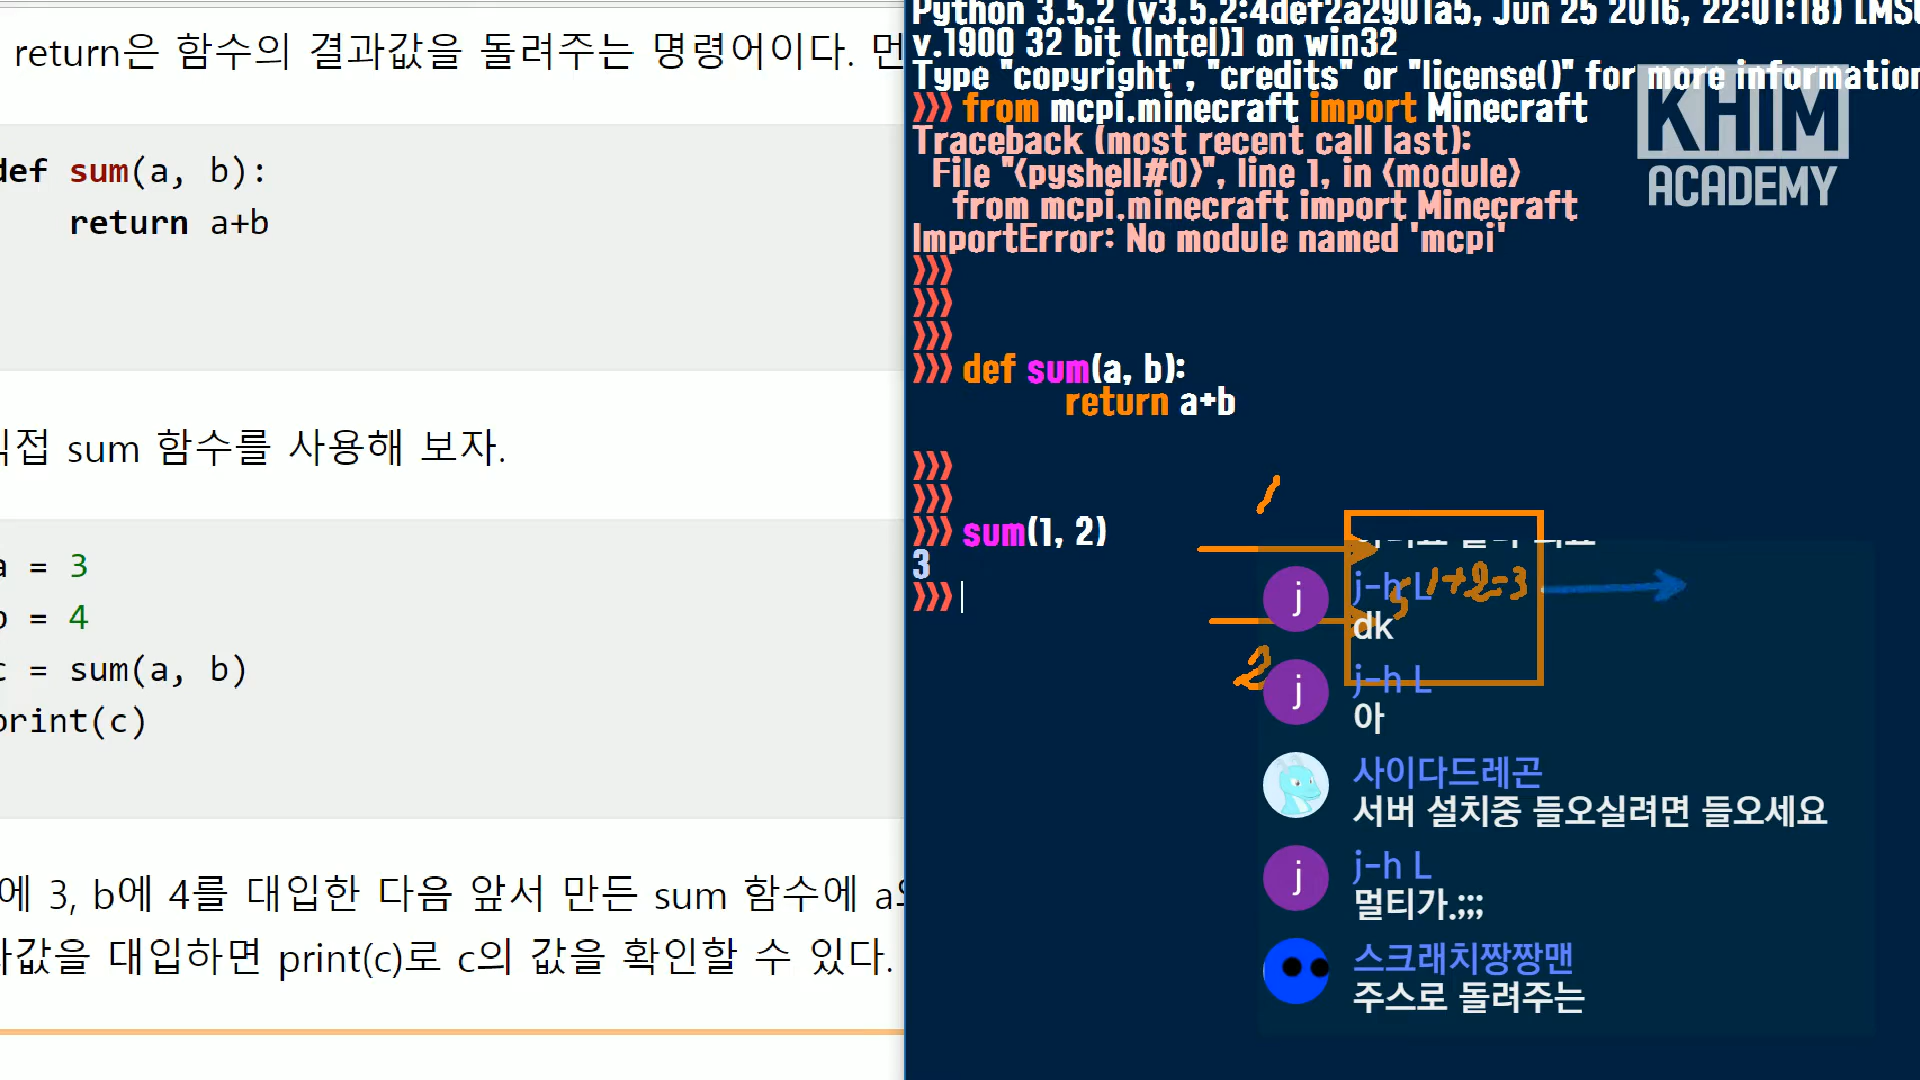 return은 함수의 결과값을 돌려주는 명령어이다.
def sum(a, b):
return a+b
sum 함수를 사용해 보자.
= 3
= 4
c = sum(a, b)
print(c)
에 3, b에 4를 대입한 다음 앞서 만든 sum 함수에
값을 대입하면 print(c)로 c의 값을 확인할 수 있다.
Python 3.5.2 (v3.5.2:4def2a2901a5, Jun 25 2016, 22:01:18) [MSC
v.1900 32 bit (Intel)] on win32
Type "copyright", "credits" or "license()" for more information
>>> from mcpi.minecraft import Minecraft
Traceback (most recent call last):
File "<pyshell#0>", line 1, in <module>
from mcpi.minecraft import Minecraft
ImportError: No module named 'mcpi'
>>>
>>>
>>>
>>> def sum(a, b):
return a+b
>>>
>>>
>>> sum(1, 2)
3
>>>
KHIM
ACADEMY
1
2
1+2=3
j
j-h L
dk
j
j-h L
아
사이다드레곤
서버 설치중 들오실려면 들오세요
j
j-h L
멀티가.;;;
스크래치짱짱맨
주스로 돌려주는